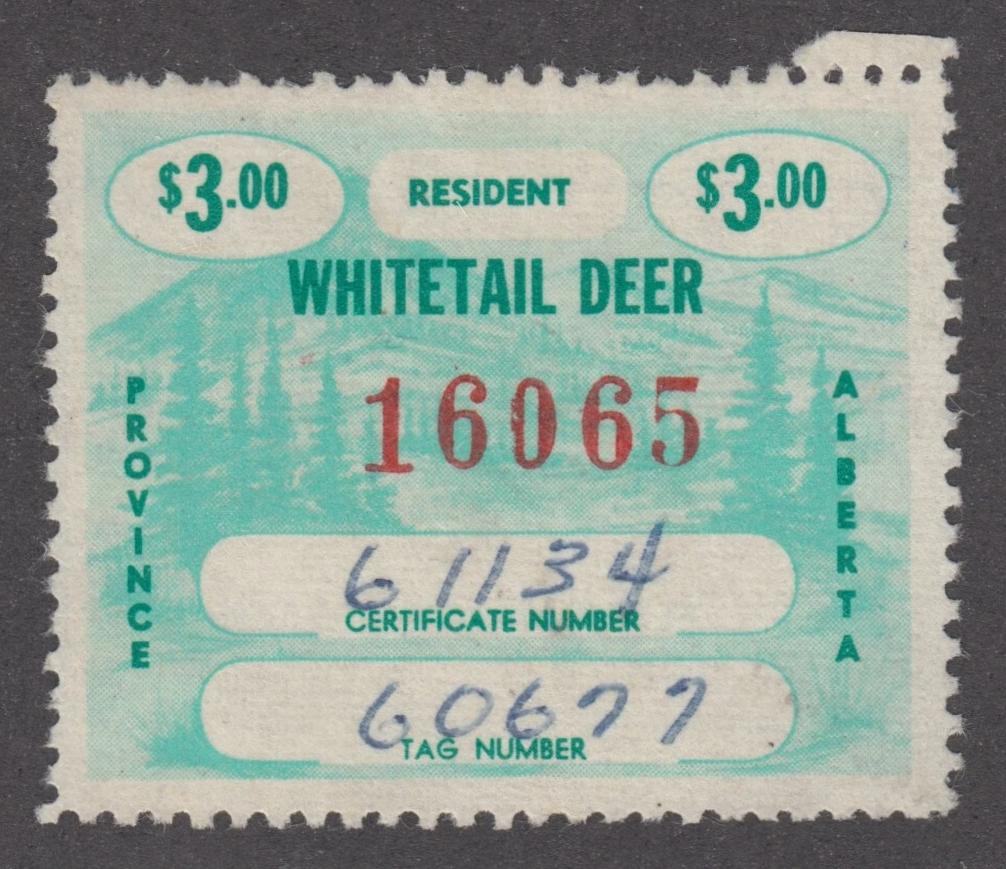 $3.00 RESIDENT $3.00
WHITETAIL DEER
16065
PROVINCE
ALBERTA
61134
CERTIFICATE NUMBER
60677
TAG NUMBER